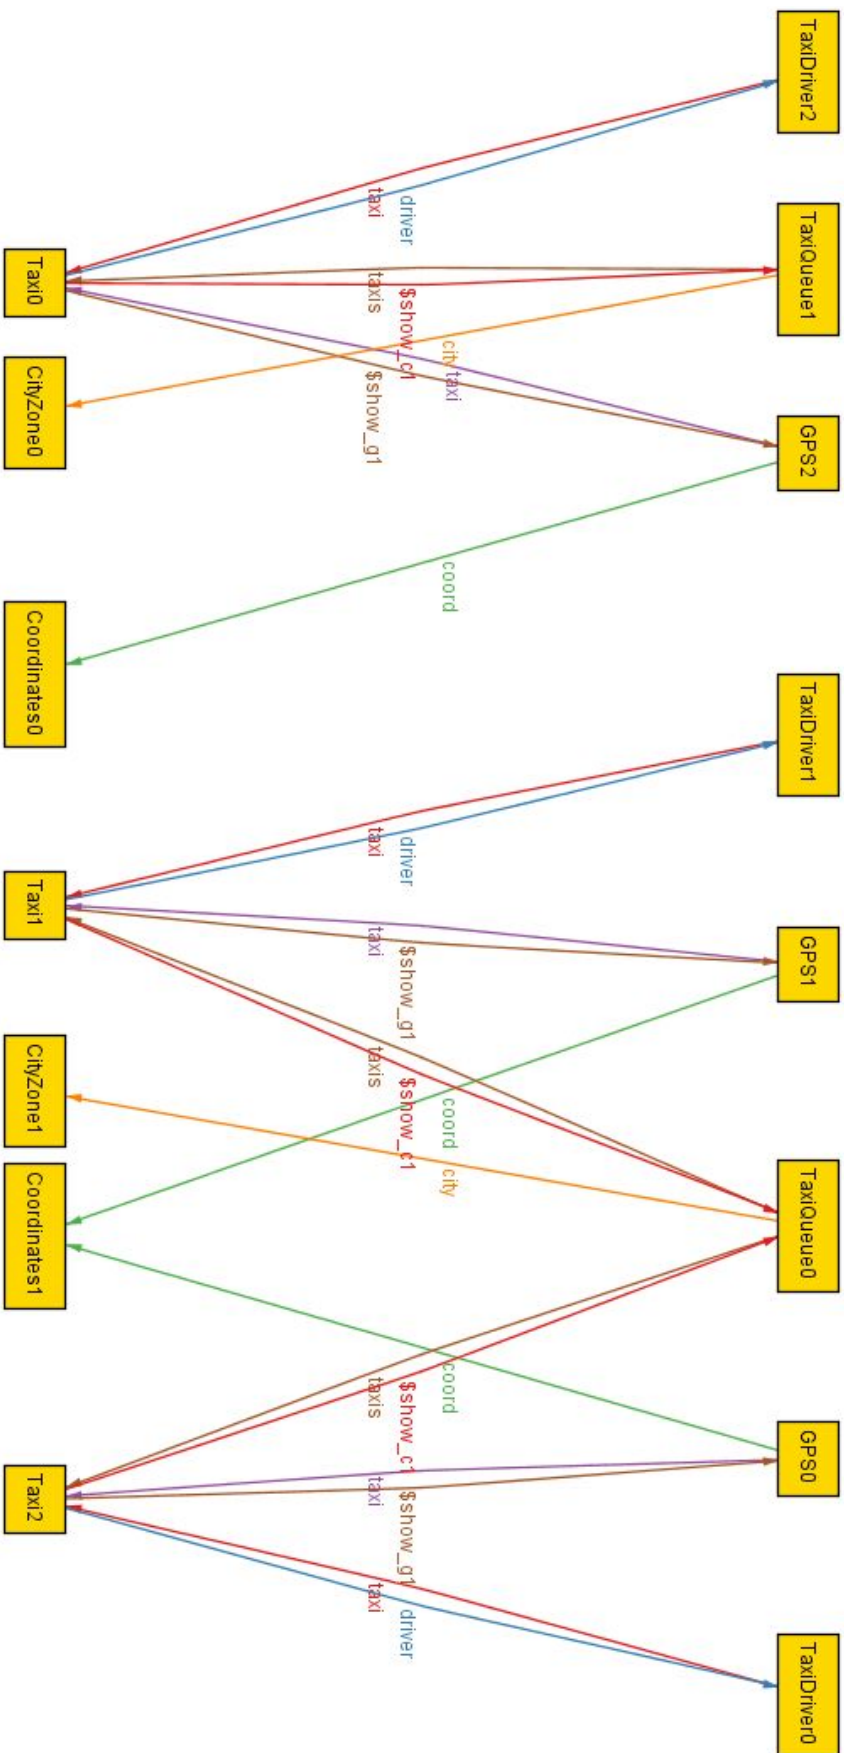 TaxiDriver2 TaxiQueue1 GPS2 TaxiDriver1 GPS1 TaxiQueue0 GPS0 TaxiDriver0
city taxi coord coord city coord
driver $show_c1 driver $show_g1 $show_c1 $show_c1 $show_g1 driver
taxi taxis $show_g1 taxi taxi taxis taxis taxi taxi
Taxi0 CityZone0 Coordinates0 Taxi1 CityZone1 Coordinates1 Taxi2